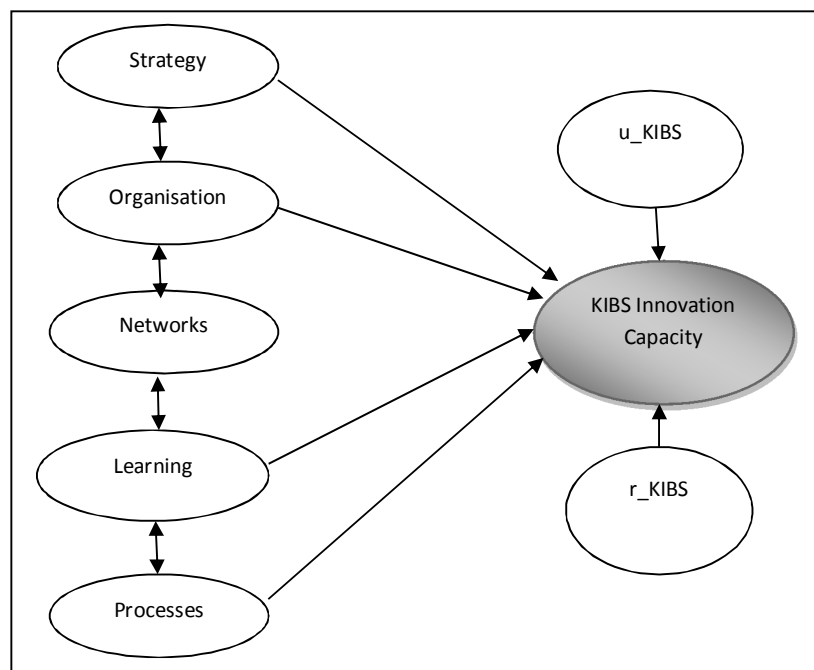 Strategy
Organisation
Networks
Learning
Processes
u_KIBS
KIBS Innovation
Capacity
r_KIBS